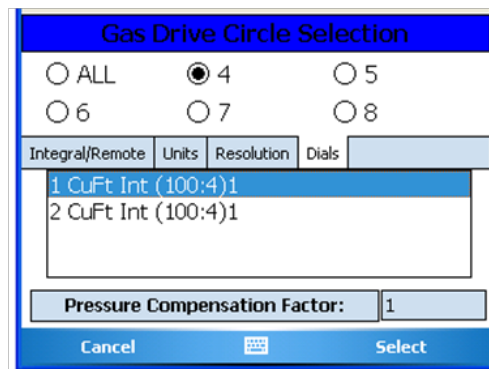 Gas Drive Circle Selection
ALL 4 5
6 7 8
Integral/Remote Units Resolution Dials
1 CuFt Int (100:4)1
2 CuFt Int (100:4)1
Pressure Compensation Factor: 1
Cancel Select